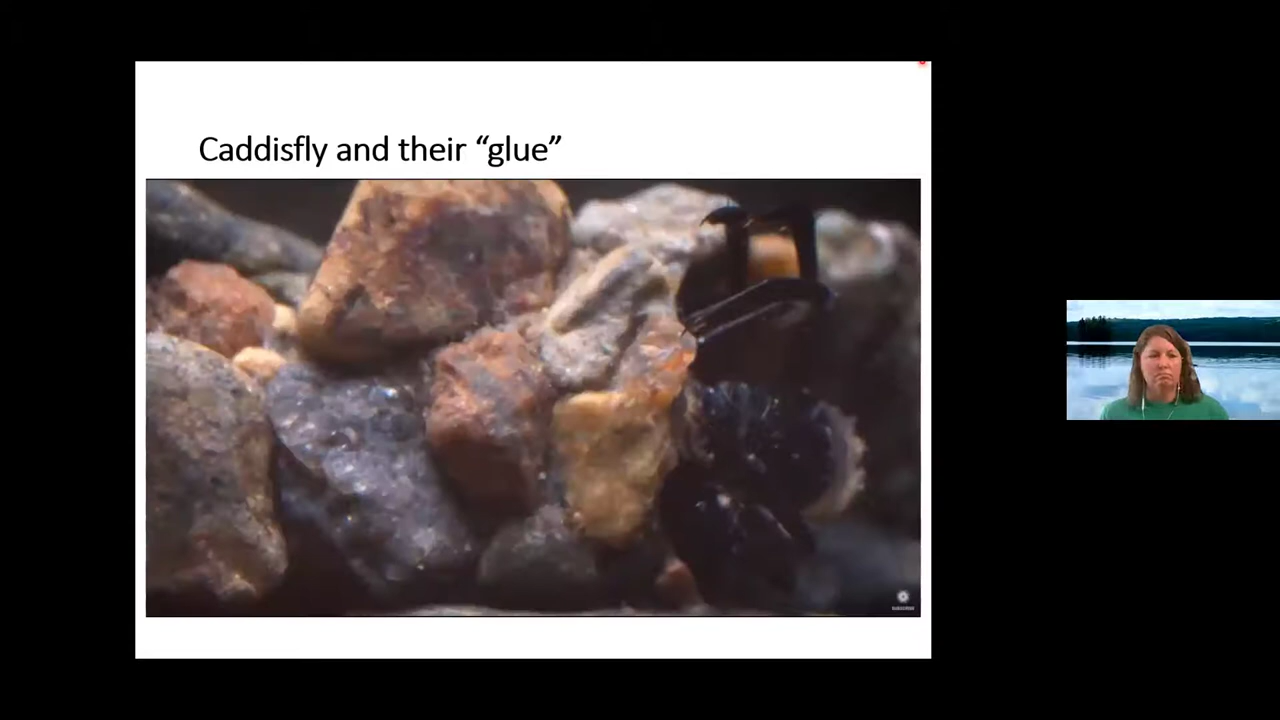 Caddisfly and their “glue”